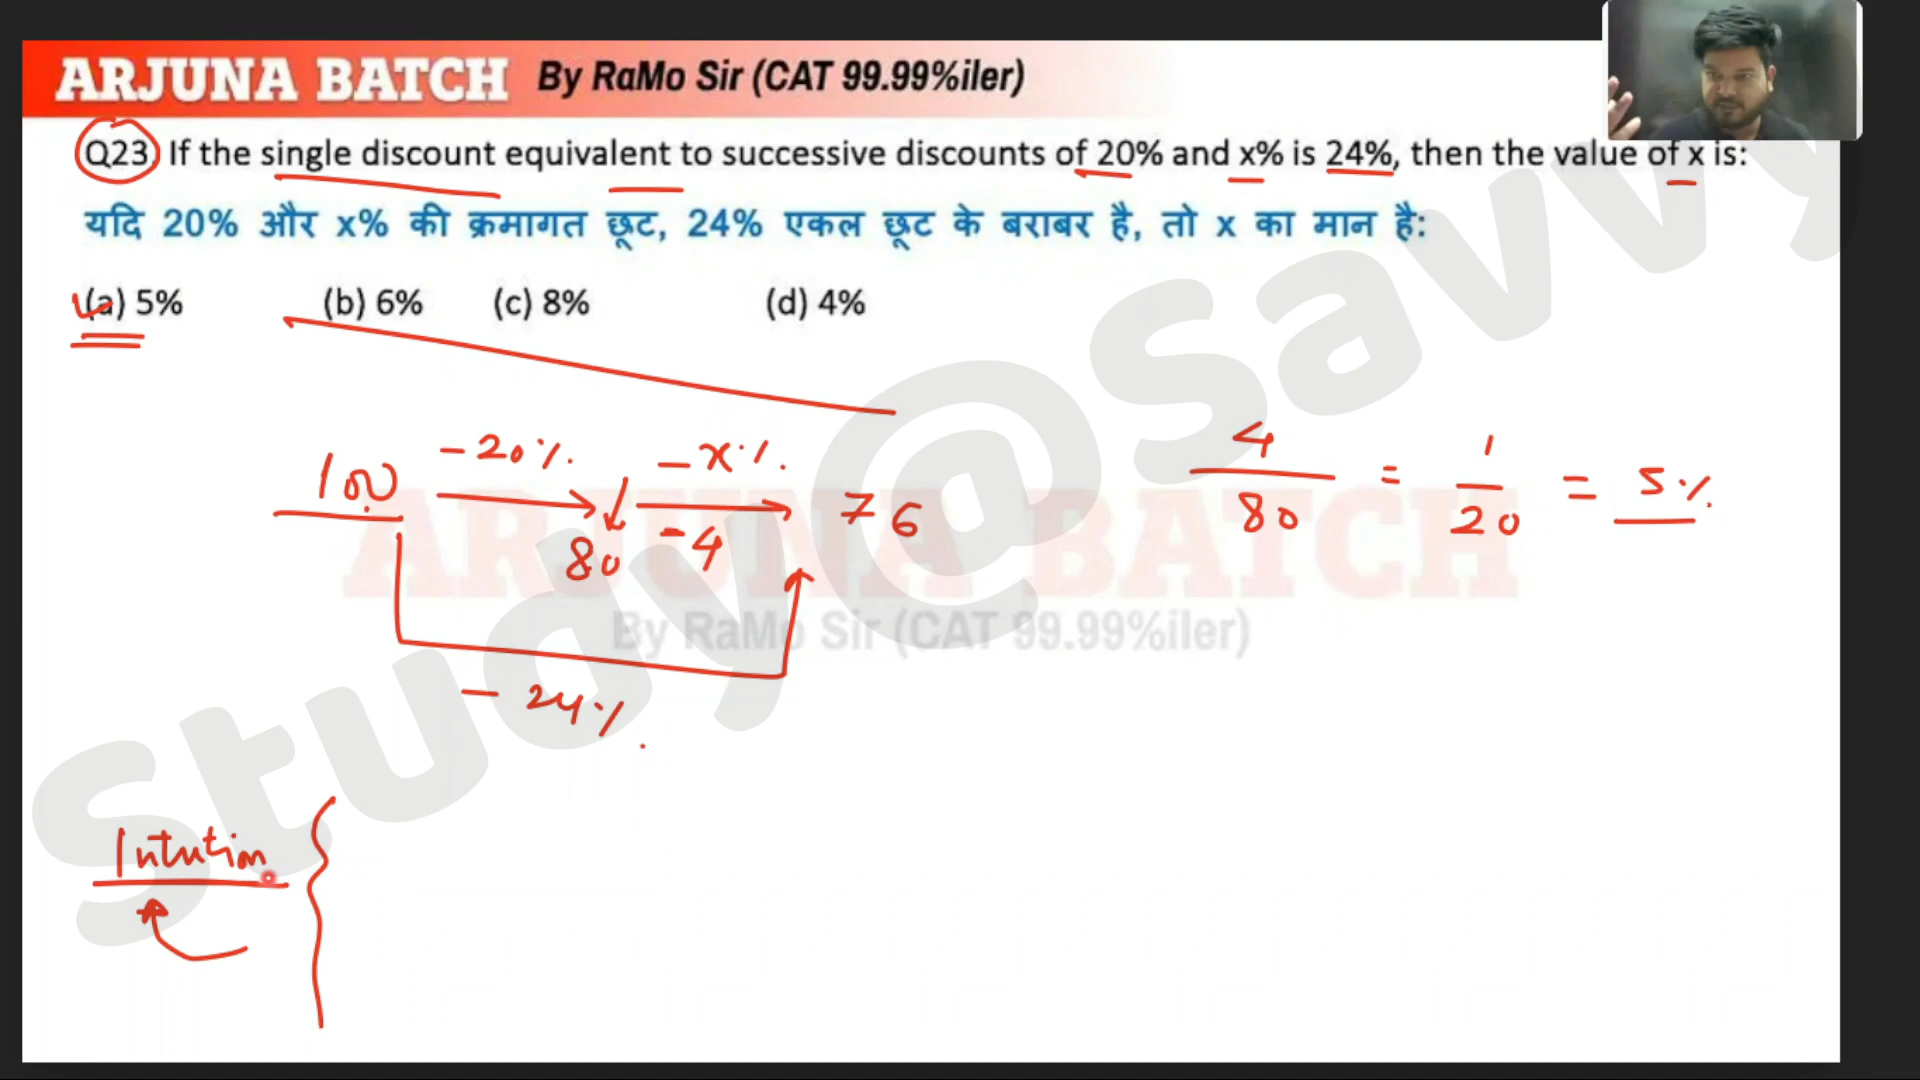 ARJUNA BATCH By RaMo Sir (CAT 99.99%iler)
Q23. If the single discount equivalent to successive discounts of 20% and x% is 24%, then the value of x is:
यदि 20% और x% की क्रमागत छूट, 24% एकल छूट के बराबर है, तो x का मान है:
(a) 5% (b) 6% (c) 8% (d) 4%
100 -20% -x% 76
80 -4
-24%
4/80 = 1/20 = 5%
ARJUNA BATCH
By RaMo Sir (CAT 99.99%iler)
Intution
Study@Savvy